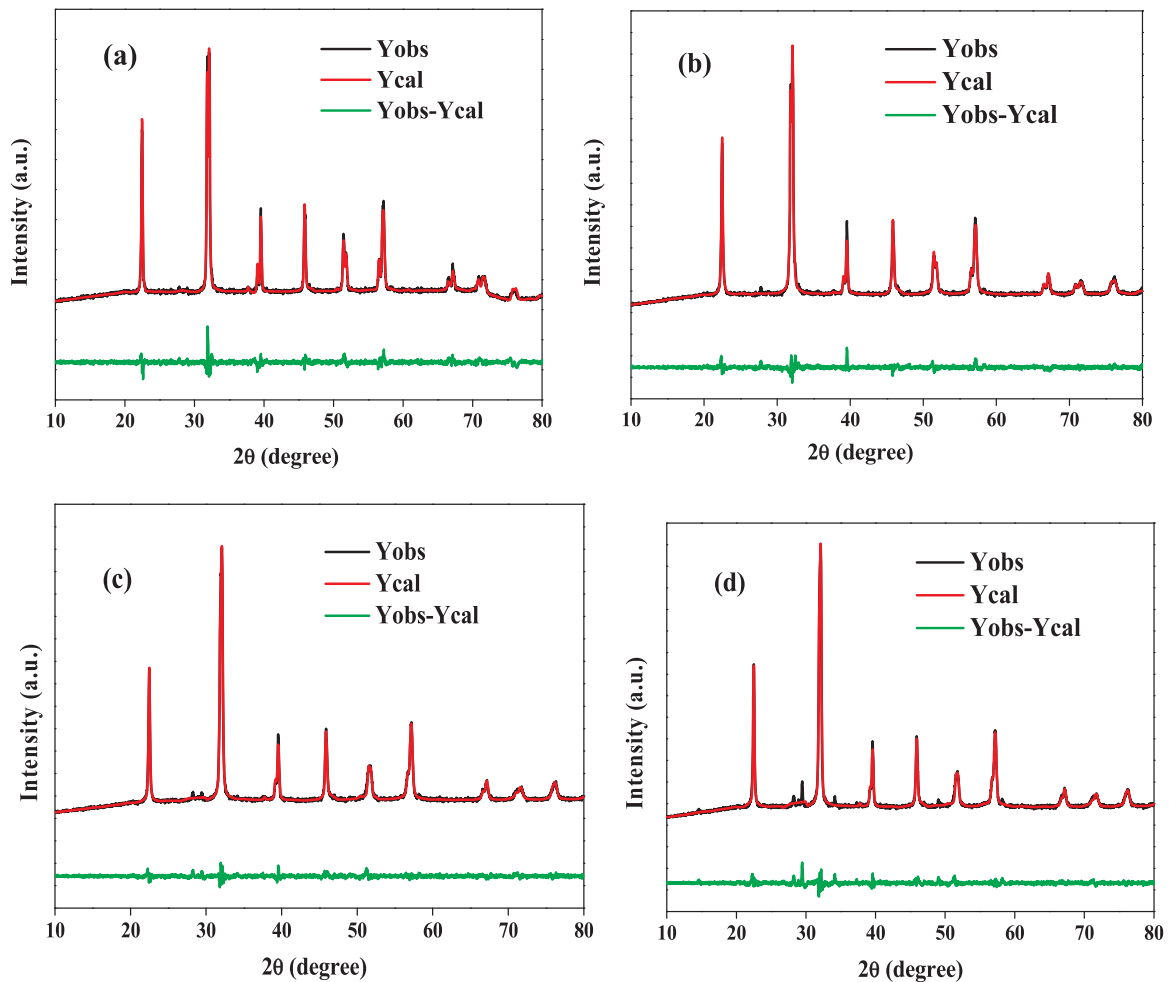 (a)
Yobs
Ycal
Yobs-Ycal
Intensity (a.u.)
10 20 30 40 50 60 70 80
2θ (degree)
(b)
Yobs
Ycal
Yobs-Ycal
Intensity (a.u.)
10 20 30 40 50 60 70 80
2θ (degree)
(c)
Yobs
Ycal
Yobs-Ycal
Intensity (a.u.)
10 20 30 40 50 60 70 80
2θ (degree)
(d)
Yobs
Ycal
Yobs-Ycal
Intensity (a.u.)
10 20 30 40 50 60 70 80
2θ (degree)